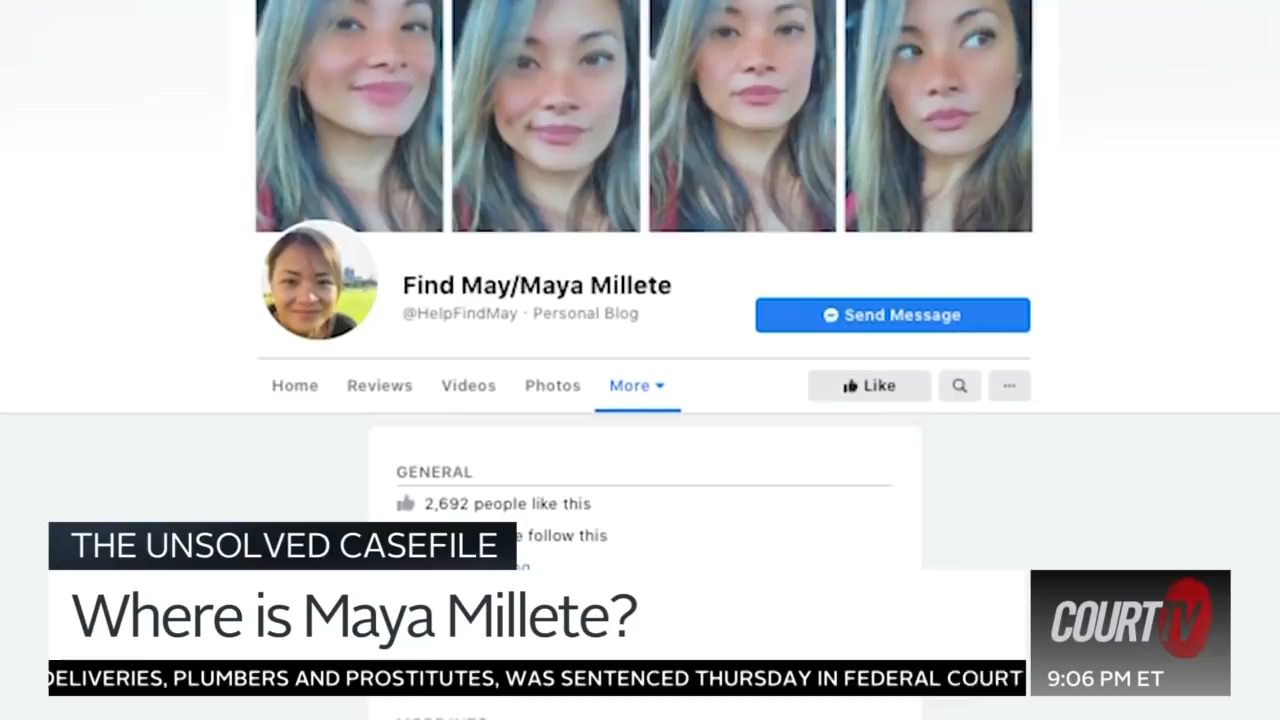 Find May/Maya Millete
@HelpFindMay · Personal Blog
Send Message
Home Reviews Videos Photos More
Like
GENERAL
2,692 people like this
follow this
THE UNSOLVED CASEFILE
Where is Maya Millete?
COURT TV
DELIVERIES, PLUMBERS AND PROSTITUTES, WAS SENTENCED THURSDAY IN FEDERAL COURT
9:06 PM ET